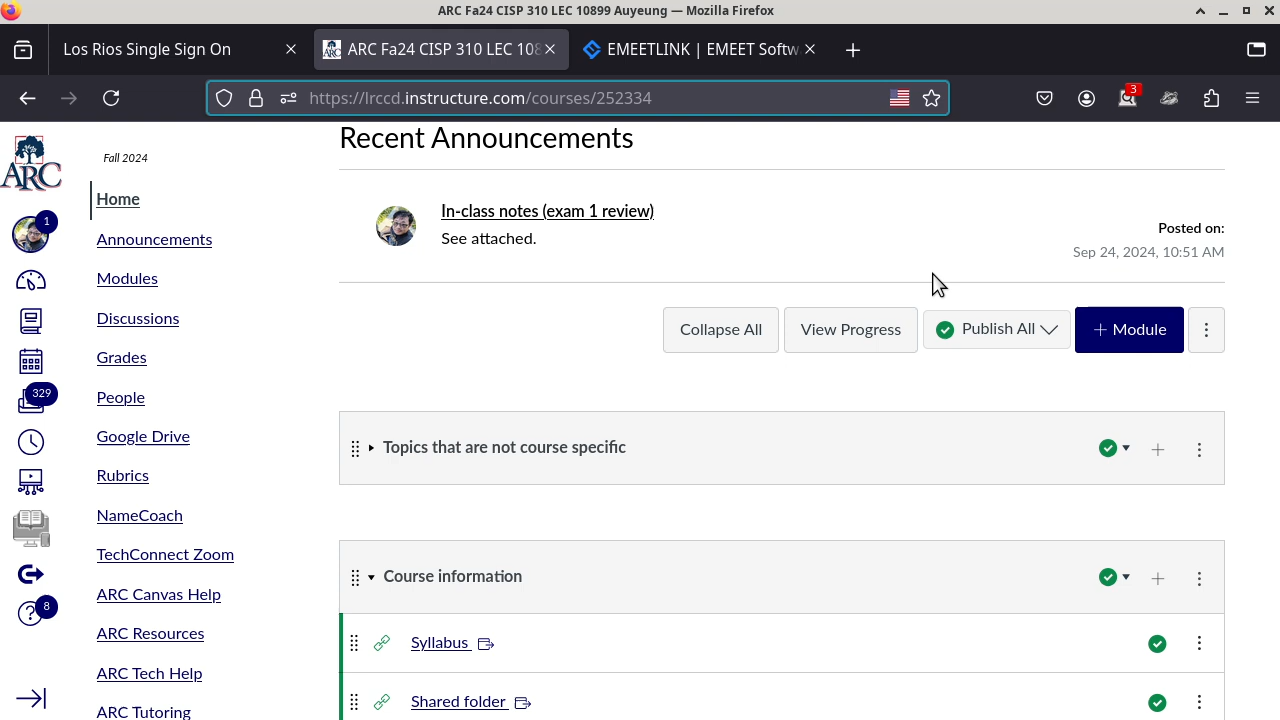 ARC Fa24 CISP 310 LEC 10899 Auyeung — Mozilla Firefox
Los Rios Single Sign On
ARC Fa24 CISP 310 LEC 108
EMEETLINK | EMEET Softw
https://lrccd.instructure.com/courses/252334
3
ARC
1
329
8
Fall 2024
Home
Announcements
Modules
Discussions
Grades
People
Google Drive
Rubrics
NameCoach
TechConnect Zoom
ARC Canvas Help
ARC Resources
ARC Tech Help
ARC Tutoring
Recent Announcements
In-class notes (exam 1 review)
See attached.
Posted on:
Sep 24, 2024, 10:51 AM
Collapse All
View Progress
Publish All
+ Module
Topics that are not course specific
Course information
Syllabus
Shared folder